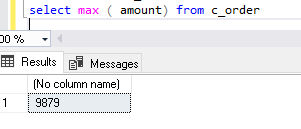 select max ( amount) from c_order
00 %
Results Messages
(No column name)
1 9879